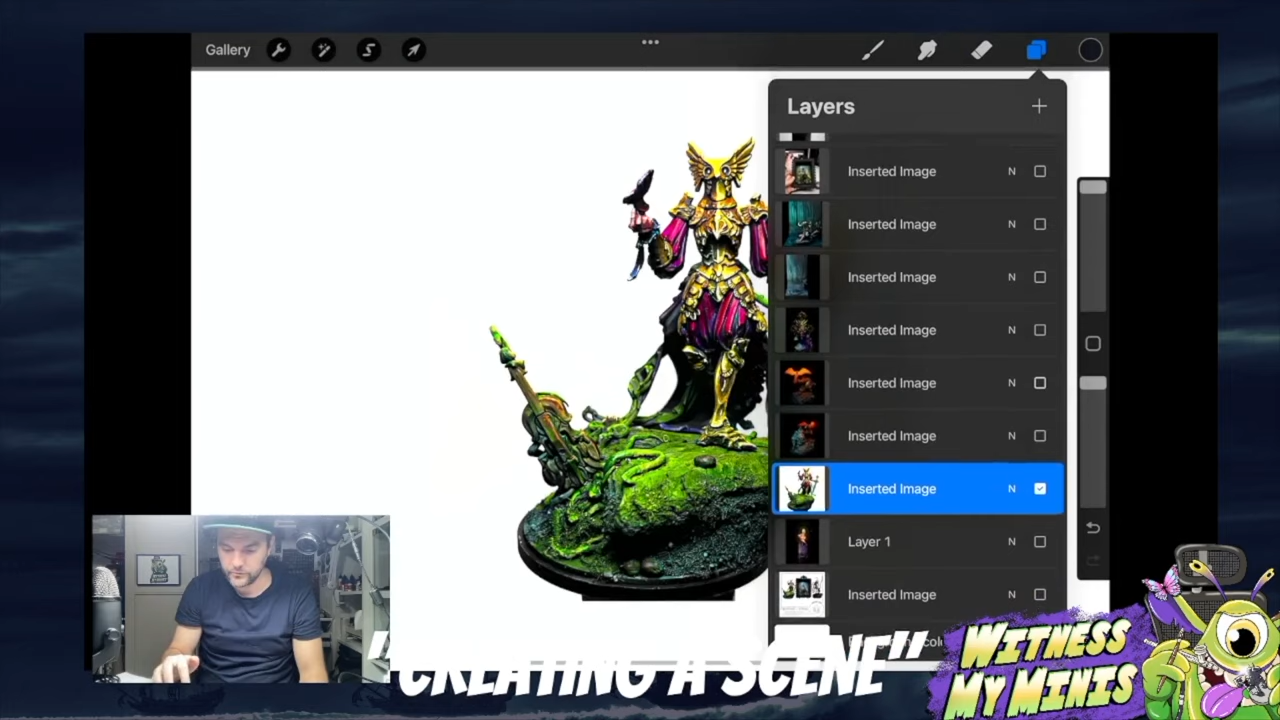 Gallery
Layers
Inserted Image N
Inserted Image N
Inserted Image N
Inserted Image N
Inserted Image N
Inserted Image N
Inserted Image N
Layer 1 N
Inserted Image N
"CREATING A SCENE"
WITNESS
MY MINIS